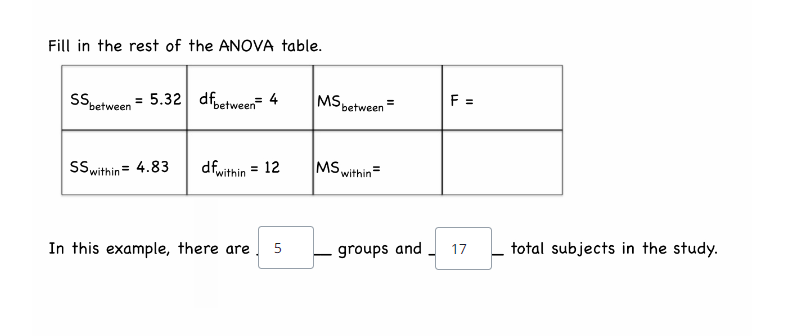 Fill in the rest of the ANOVA table.
SSbetween = 5.32 dfbetween= 4 MSbetween = F =
SSwithin= 4.83 dfwithin = 12 MSwithin=
In this example, there are 5 __ groups and _ 17 _ total subjects in the study.